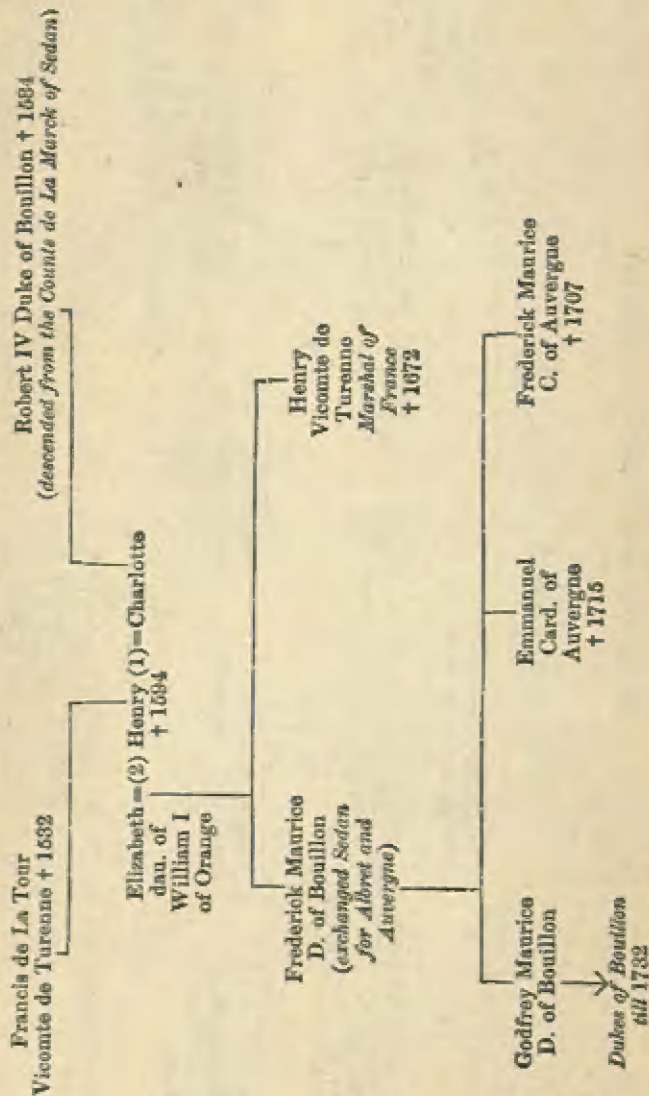 Francis de La Tour
Vicomte de Turenne † 1532
Robert IV Duke of Bouillon † 1584
(descended from the Counts de La Marck of Sedan)
Elizabeth = (2) Henry (1) = Charlotte
dau. of
William I
of Orange
† 1594
Frederick Maurice
D. of Bouillon
(exchanged Sedan
for Albret and
Auvergne)
Henry
Vicomte de
Turenne
Marshal of
France
† 1672
Godfrey Maurice
D. of Bouillon
Dukes of Bouillon
till 1732
Emmanuel
Card. of
Auvergne
† 1715
Frederick Maurice
C. of Auvergne
† 1707